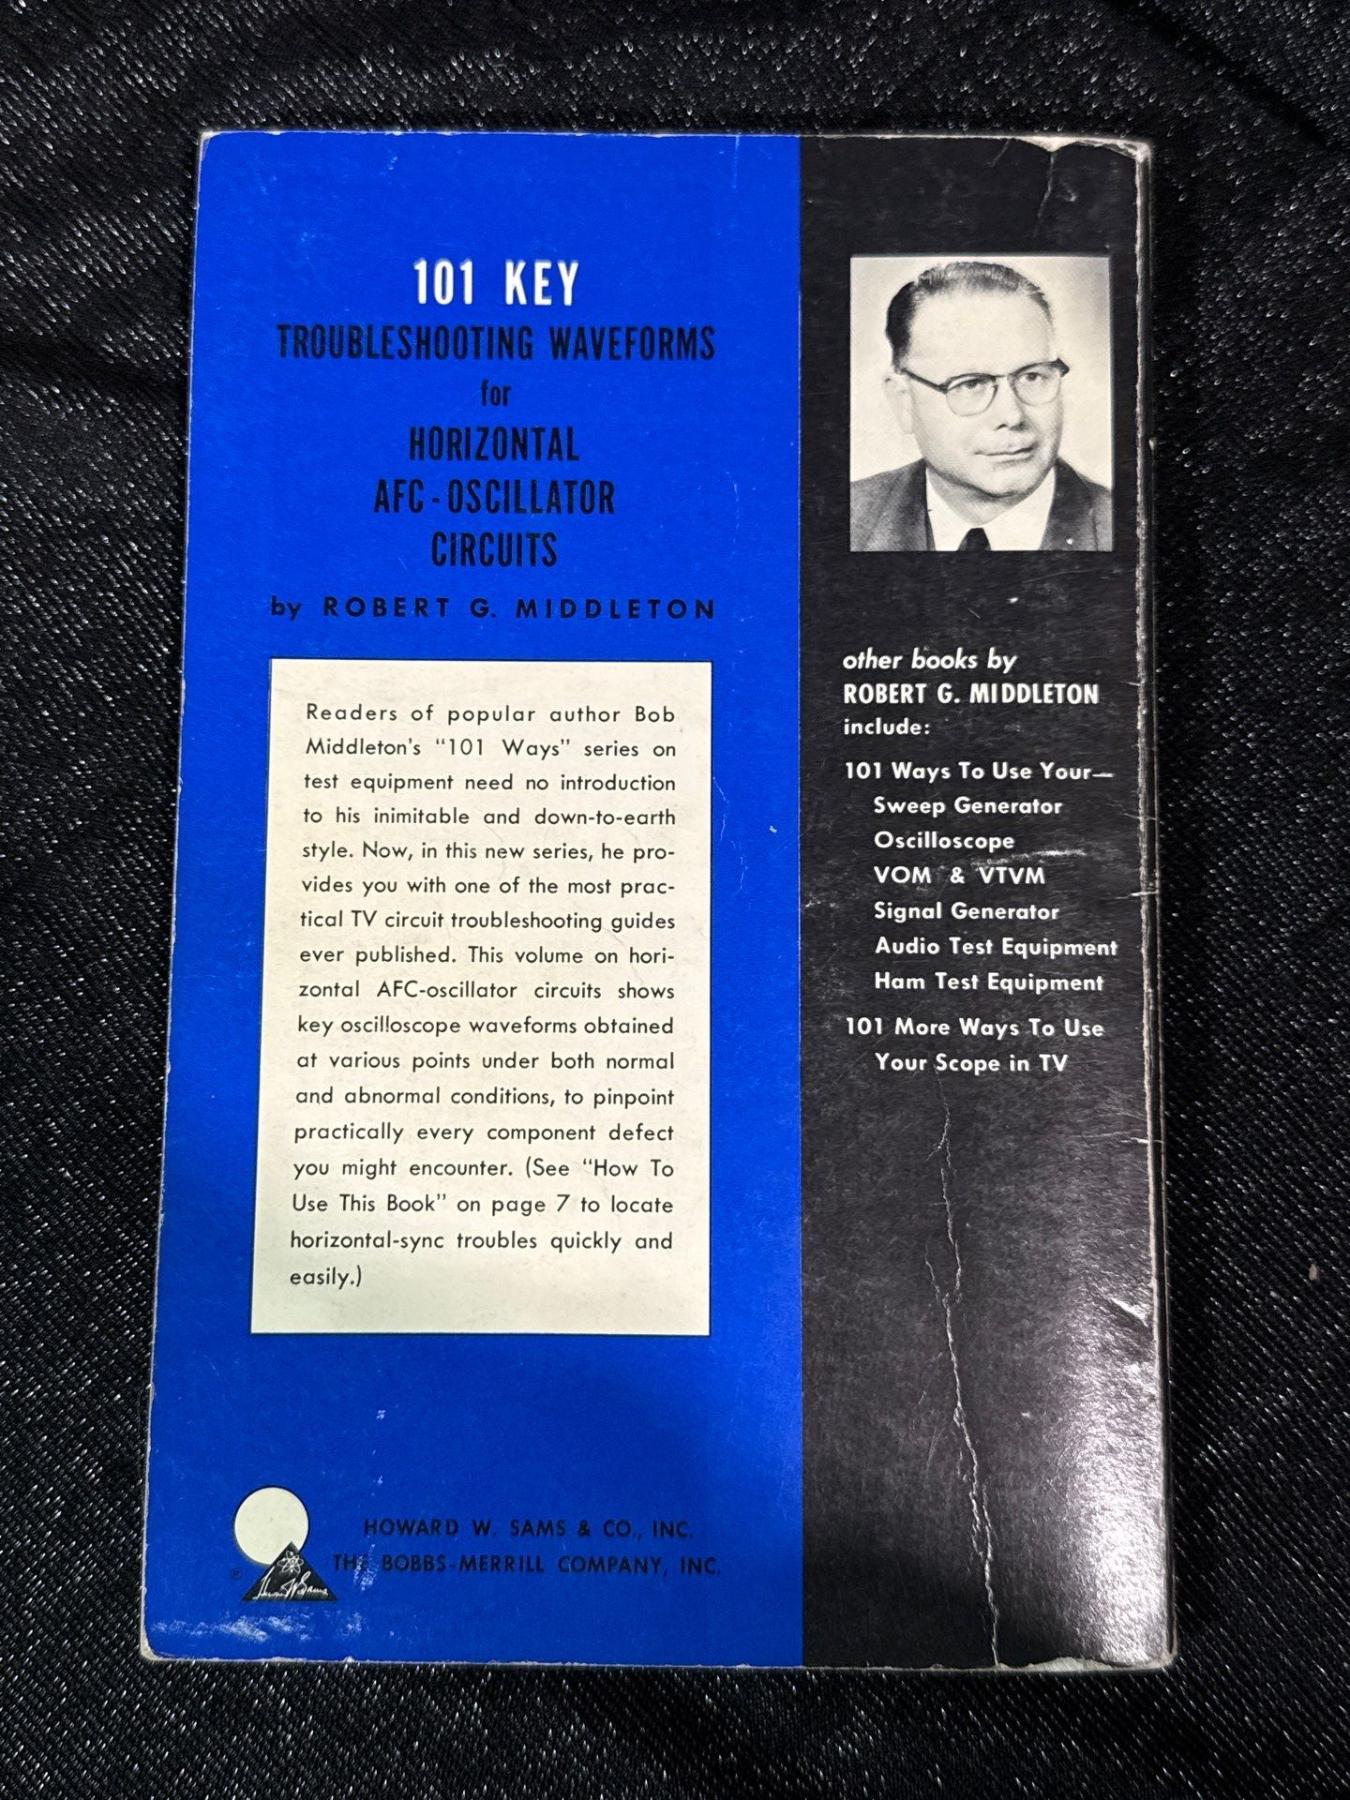 101 KEY
TROUBLESHOOTING WAVEFORMS
for
HORIZONTAL
AFC-OSCILLATOR
CIRCUITS
by ROBERT G. MIDDLETON
Readers of popular author Bob
Middleton's "101 Ways" series on
test equipment need no introduction
to his inimitable and down-to-earth
style. Now, in this new series, he pro-
vides you with one of the most prac-
tical TV circuit troubleshooting guides
ever published. This volume on hori-
zontal AFC-oscillator circuits shows
key oscilloscope waveforms obtained
at various points under both normal
and abnormal conditions, to pinpoint
practically every component defect
you might encounter. (See "How To
Use This Book" on page 7 to locate
horizontal-sync troubles quickly and
easily.)
®
Howard W Sams
HOWARD W. SAMS & CO., INC.
THE BOBBS-MERRILL COMPANY, INC.
other books by
ROBERT G. MIDDLETON
include:
101 Ways To Use Your—
Sweep Generator
Oscilloscope
VOM & VTVM
Signal Generator
Audio Test Equipment
Ham Test Equipment
101 More Ways To Use
Your Scope in TV